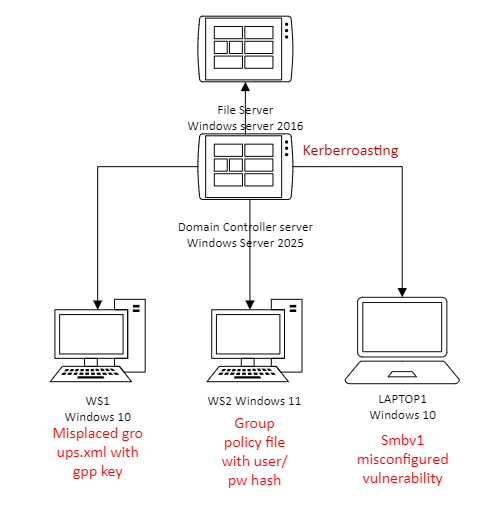 File Server
Windows server 2016
Kerberroasting
Domain Controller server
Windows Server 2025
WS1
Windows 10
Misplaced gro
ups.xml with
gpp key
WS2 Windows 11
Group
policy file
with user/
pw hash
LAPTOP1
Windows 10
Smbv1
misconfigured
vulnerability